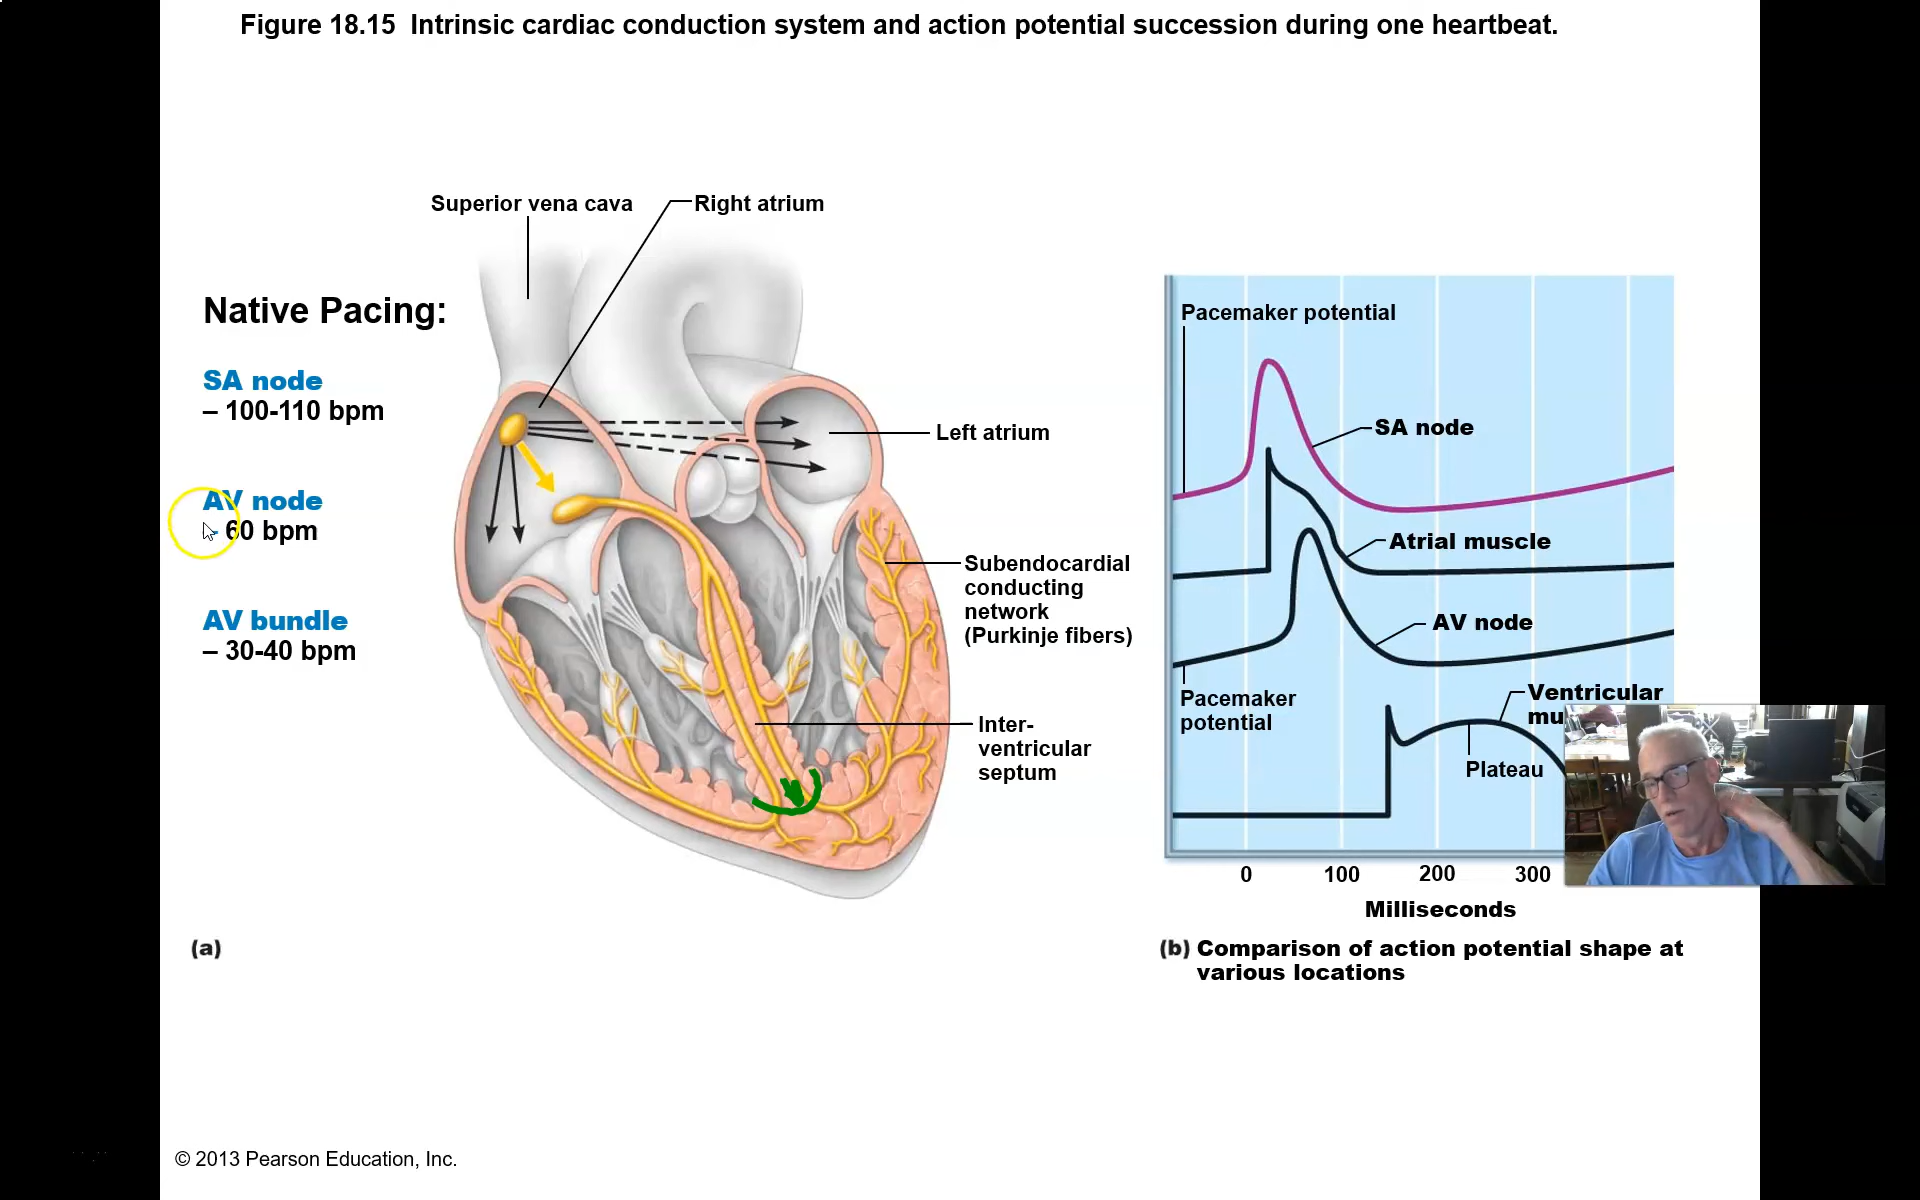 Figure 18.15 Intrinsic cardiac conduction system and action potential succession during one heartbeat.
Superior vena cava
Right atrium
Native Pacing:
SA node
– 100-110 bpm
AV node
60 bpm
AV bundle
– 30-40 bpm
Left atrium
Subendocardial
conducting
network
(Purkinje fibers)
Inter-
ventricular
septum
(a)
Pacemaker potential
SA node
Atrial muscle
AV node
Pacemaker
potential
Ventricular
Plateau
0 100 200 300
Milliseconds
(b) Comparison of action potential shape at
various locations
© 2013 Pearson Education, Inc.